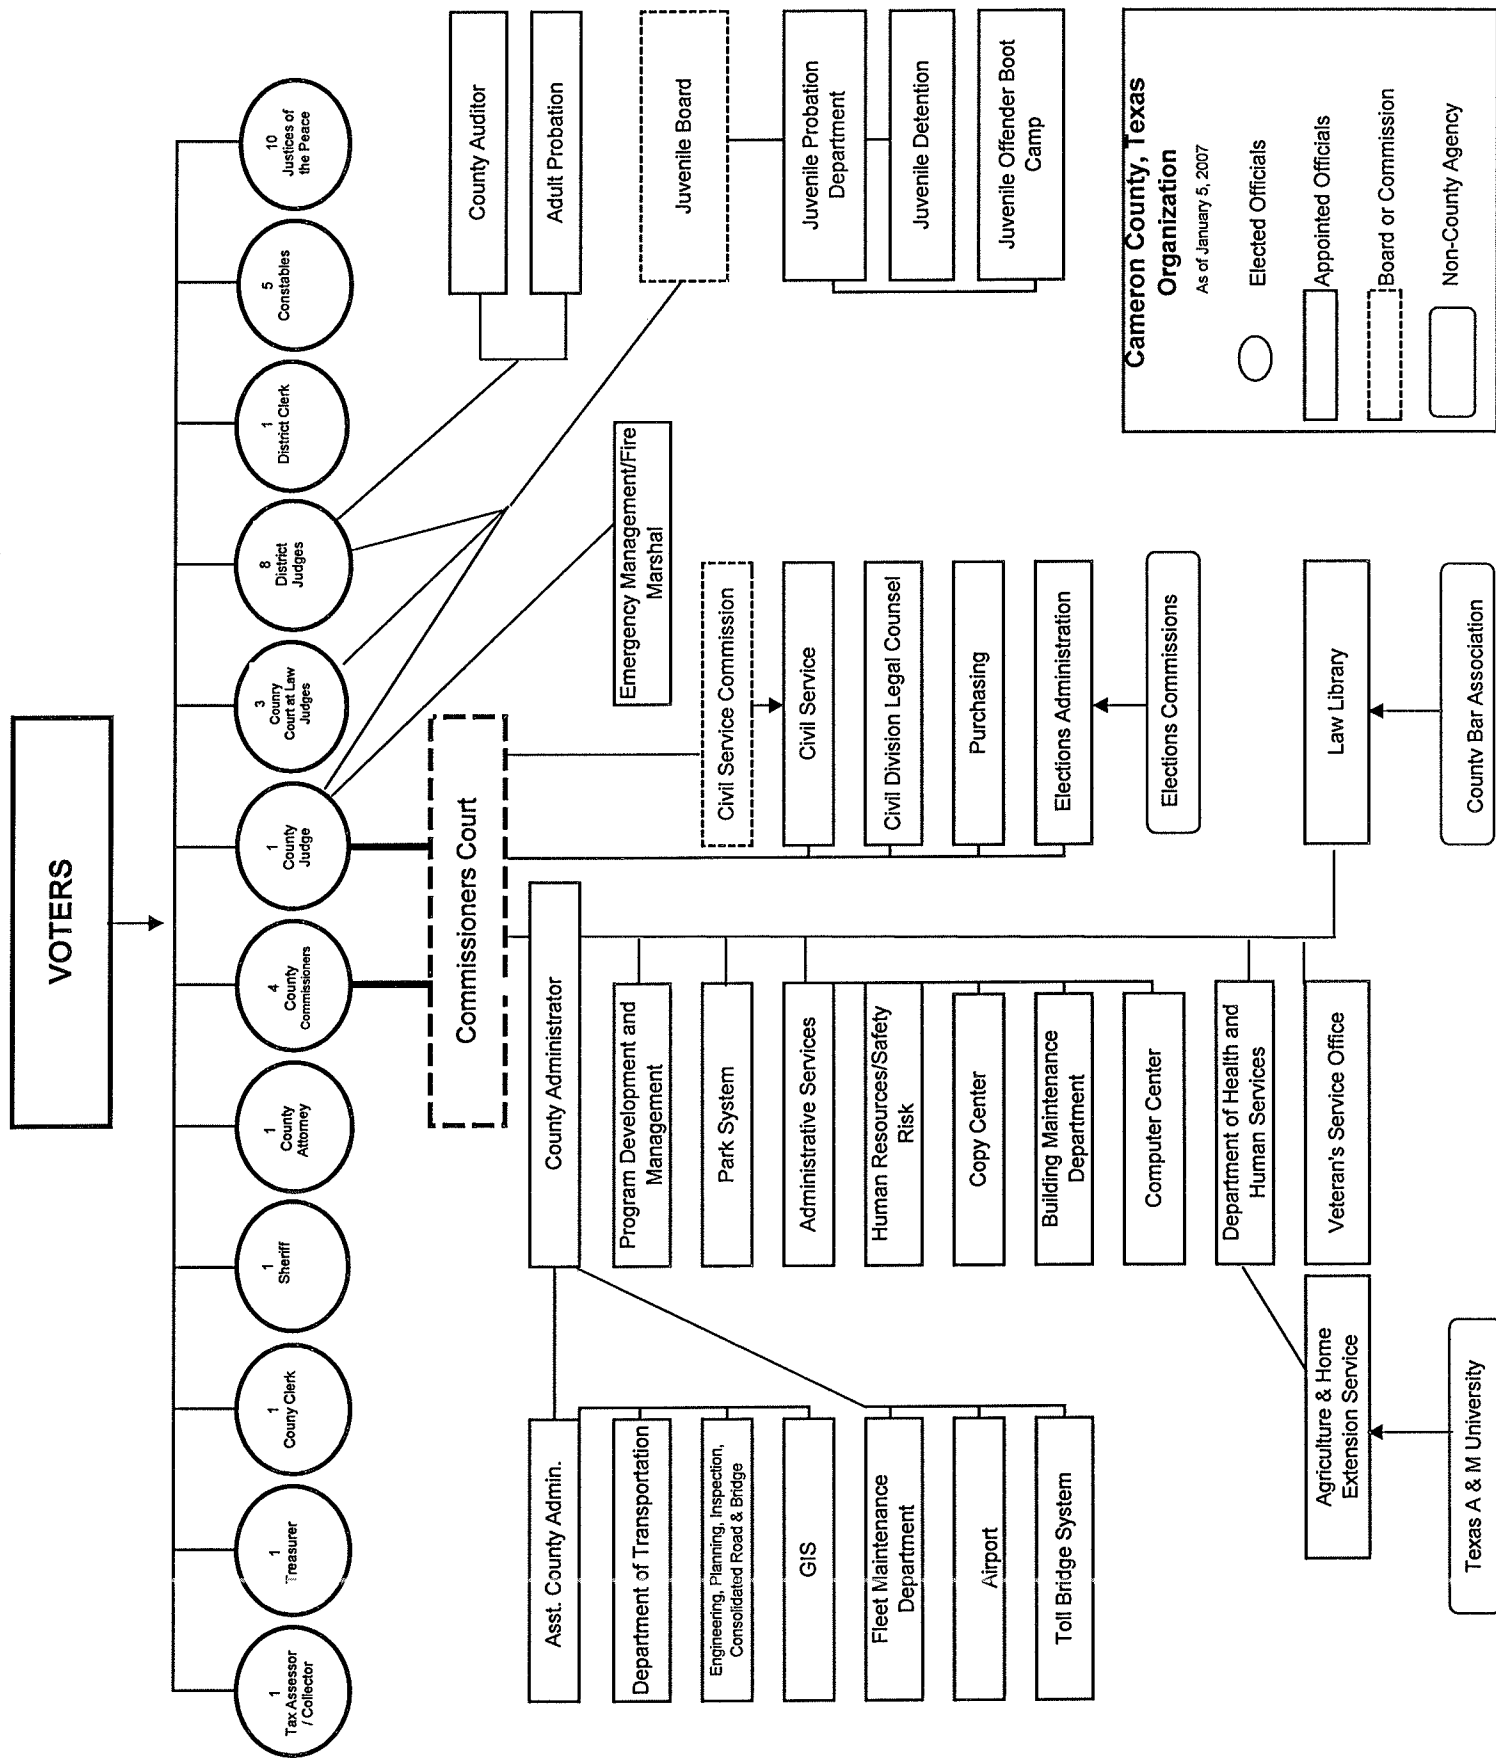 VOTERS
1
Tax Assessor
/ Collector
1
Treasurer
1
Couny Clerk
1
Sheriff
1
County
Attorney
4
County
Commissioners
1
County
Judge
3
Counry
Court at Law
Judges
8
District
Judges
1
District Clerk
5
Constables
10
Justices of
the Peace
Commissioners Court
County Administrator
Program Development and
Management
Park System
Administrative Services
Human Resources/Safety
Risk
Copy Center
Building Maintenance
Department
Computer Center
Department of Health and
Human Services
Veteran's Service Office
Asst. County Admin.
Department of Transportation
Engineering, Planning, Inspection,
Consolidated Road & Bridge
GIS
Fleet Maintenance
Department
Airport
Toll Bridge System
Agriculture & Home
Extension Service
Texas A & M University
Emergency Management/Fire
Marshal
Civil Service Commission
Civil Service
Civil Division Legal Counsel
Purchasing
Elections Administration
Elections Commissions
Law Library
County Bar Association
County Auditor
Adult Probation
Juvenile Board
Juvenile Probation
Department
Juvenile Detention
Juvenile Offender Boot
Camp
Cameron County, Texas
Organization
As of January 5, 2007
Elected Officials
Appointed Officials
Board or Commission
Non-County Agency